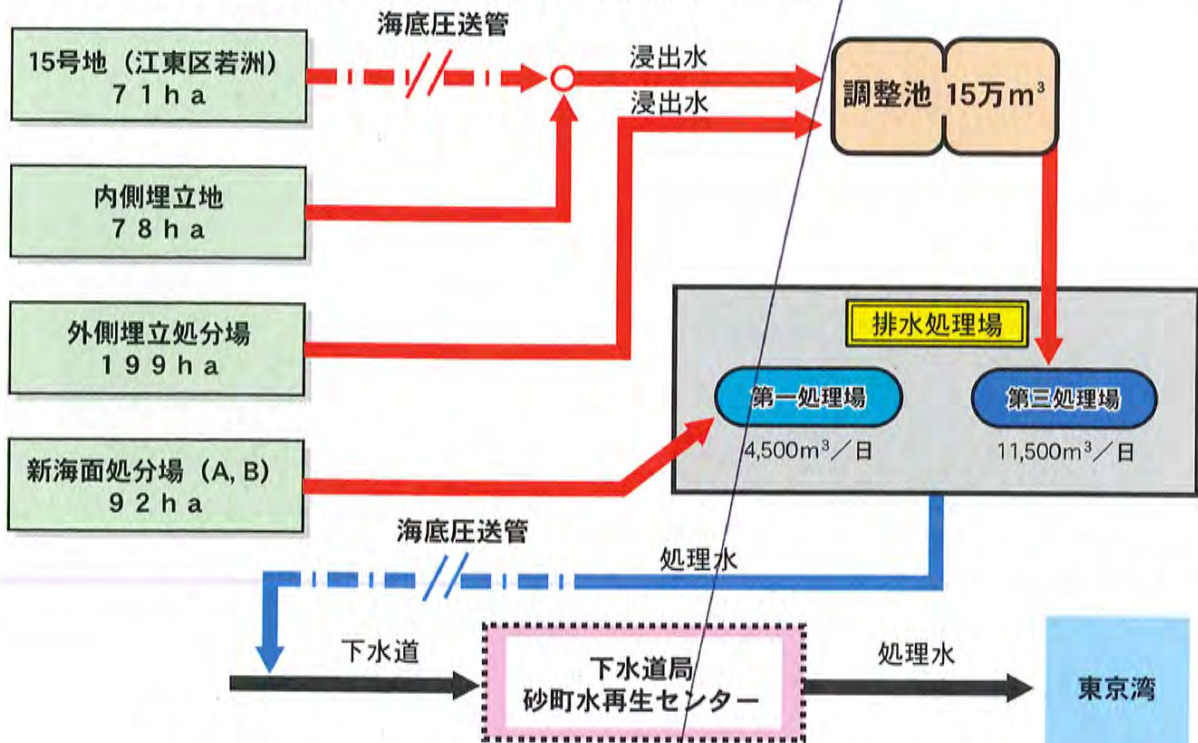 海底圧送管
15号地（江東区若洲）
71ha
浸出水
浸出水
調整池 15万m³
内側埋立地
78ha
外側埋立処分場
199ha
排水処理場
第一処理場
4,500m³／日
第三処理場
11,500m³／日
新海面処分場（A, B）
92ha
海底圧送管
処理水
下水道
下水道局
砂町水再生センター
処理水
東京湾